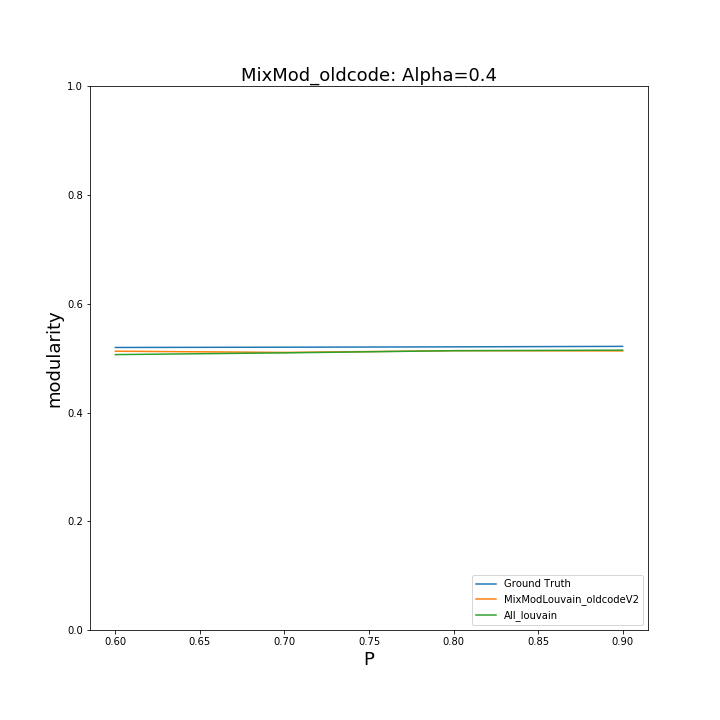 MixMod_oldcode: Alpha=0.4
1.0
0.8
0.6
0.4
0.2
0.0
modularity
Ground Truth
MixModLouvain_oldcodeV2
All_louvain
0.60 0.65 0.70 0.75 0.80 0.85 0.90
P